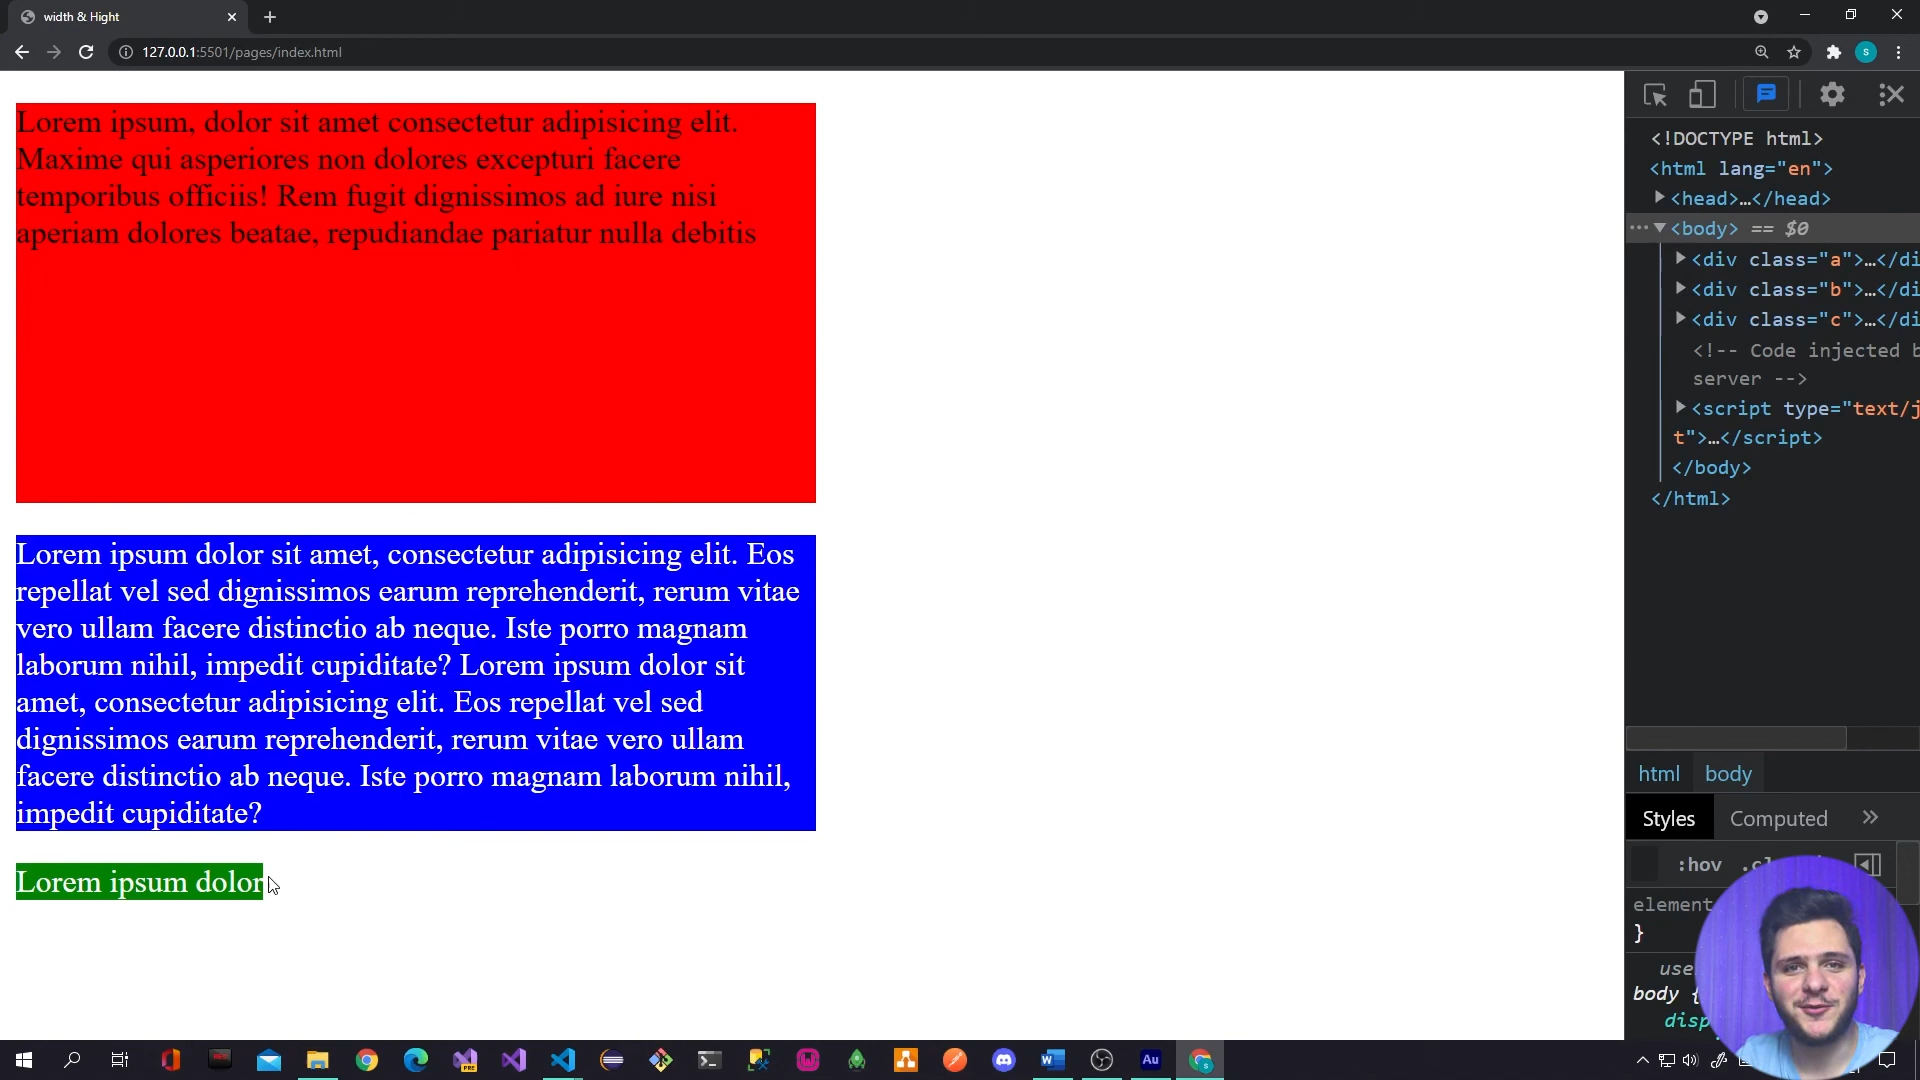 width & Hight
127.0.0.1:5501/pages/index.html
S
Lorem ipsum, dolor sit amet consectetur adipisicing elit.
Maxime qui asperiores non dolores excepturi facere
temporibus officiis! Rem fugit dignissimos ad iure nisi
aperiam dolores beatae, repudiandae pariatur nulla debitis
Lorem ipsum dolor sit amet, consectetur adipisicing elit. Eos
repellat vel sed dignissimos earum reprehenderit, rerum vitae
vero ullam facere distinctio ab neque. Iste porro magnam
laborum nihil, impedit cupiditate? Lorem ipsum dolor sit
amet, consectetur adipisicing elit. Eos repellat vel sed
dignissimos earum reprehenderit, rerum vitae vero ullam
facere distinctio ab neque. Iste porro magnam laborum nihil,
impedit cupiditate?
Lorem ipsum dolor
<!DOCTYPE html>
<html lang="en">
<head>…</head>
<body> == $0
<div class="a">…</di
<div class="b">…</di
<div class="c">…</di
<!-- Code injected b
server -->
<script type="text/j
t">…</script>
</body>
</html>
html body
Styles Computed
:hov .cl
element
}
use
body {
disp
PRE
W
Au